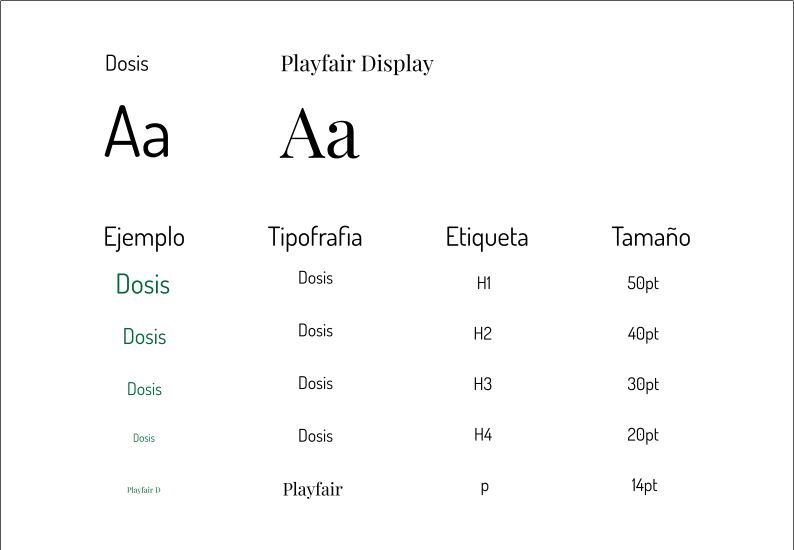 Dosis Playfair Display
Aa Aa
Ejemplo Tipofrafia Etiqueta Tamaño
Dosis Dosis H1 50pt
Dosis Dosis H2 40pt
Dosis Dosis H3 30pt
Dosis Dosis H4 20pt
Playfair D Playfair p 14pt